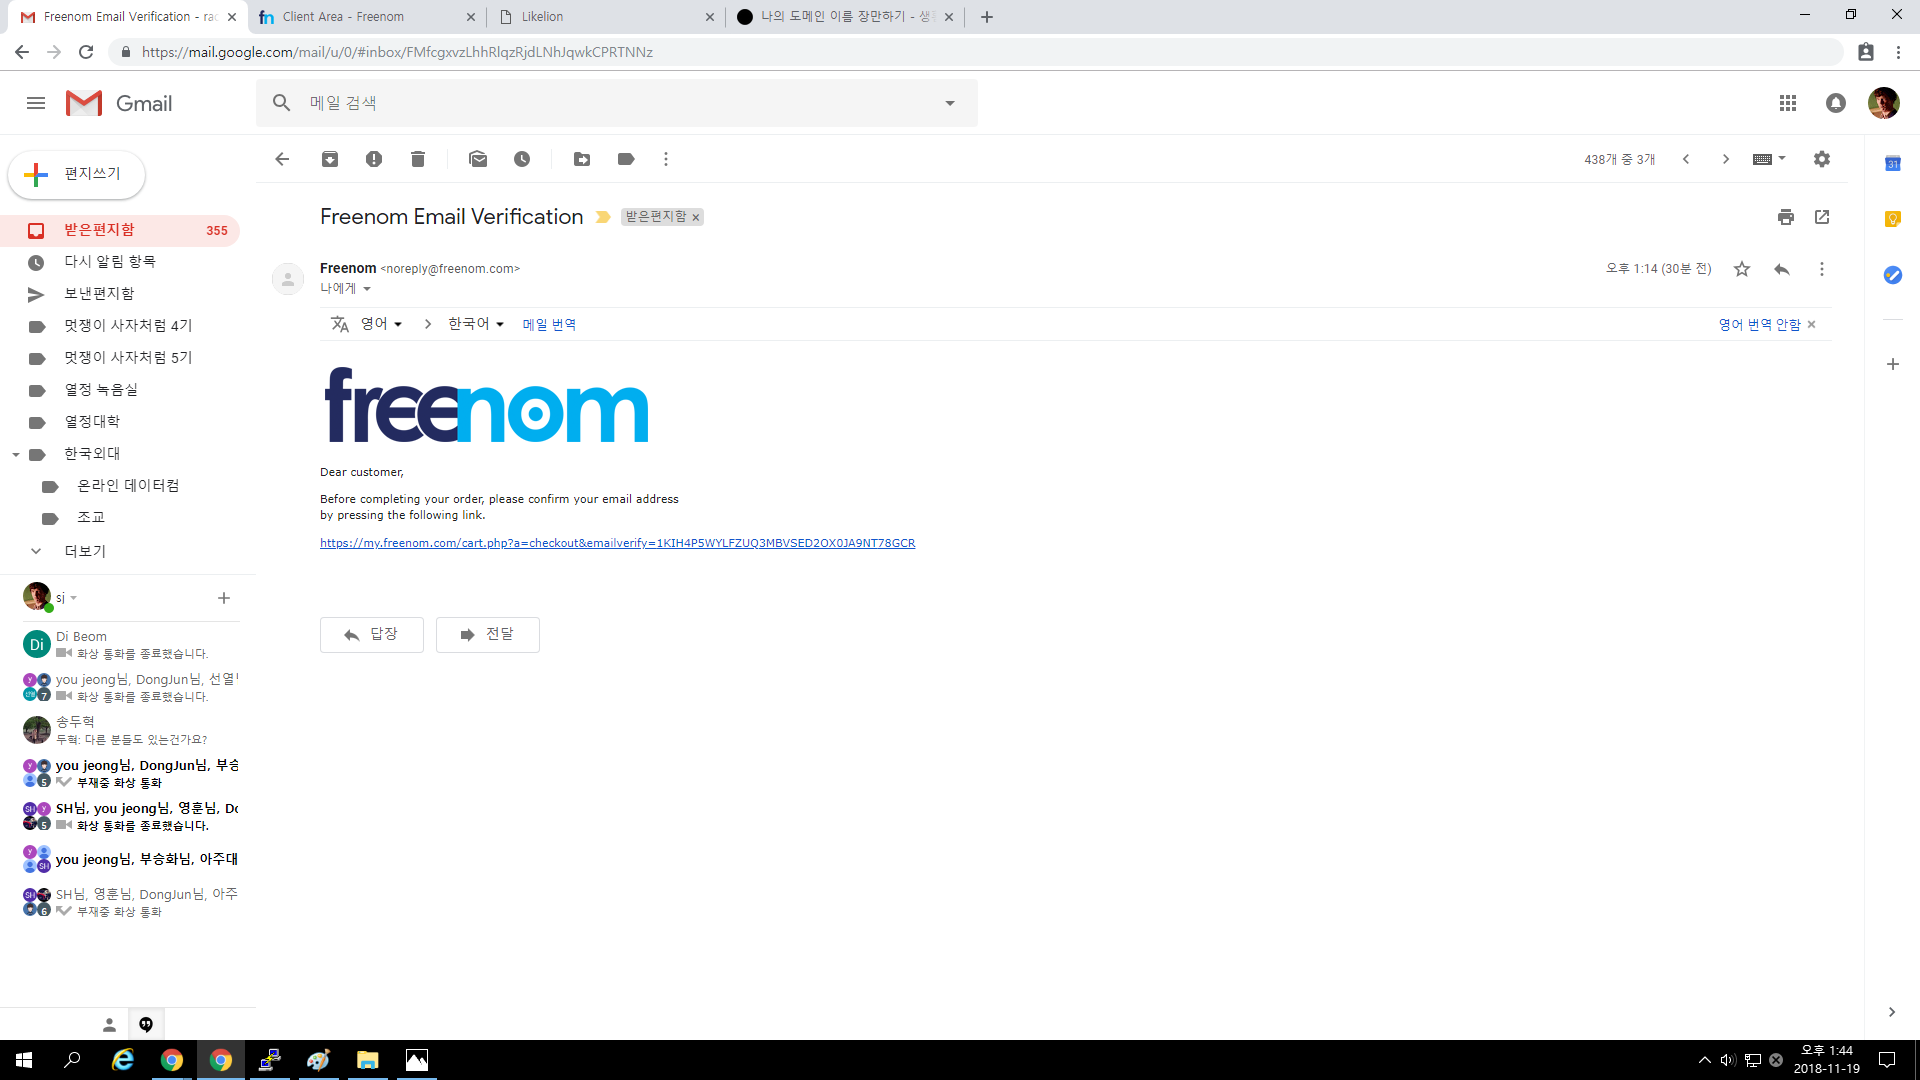 Freenom Email Verification - rac
Client Area - Freenom
Likelion
나의 도메인 이름 장만하기 - 생
https://mail.google.com/mail/u/0/#inbox/FMfcgxvzLhhRlqzRjdLNhJqwkCPRTNNz
Gmail
메일 검색
편지쓰기
438개 중 3개
31
받은편지함 355
다시 알림 항목
보낸편지함
멋쟁이 사자처럼 4기
멋쟁이 사자처럼 5기
열정 녹음실
열정대학
한국외대
온라인 데이터컴
조교
더보기
Freenom Email Verification 받은편지함 ×
Freenom <noreply@freenom.com>
오후 1:14 (30분 전)
나에게
영어 한국어 메일 번역
영어 번역 안함 ×
freenom
Dear customer,
Before completing your order, please confirm your email address
by pressing the following link.
https://my.freenom.com/cart.php?a=checkout&emailverify=1KIH4P5WYLFZUQ3MBVSED2OX0JA9NT78GCR
답장
전달
sj
Di
Di Beom
화상 통화를 종료했습니다.
you jeong님, DongJun님, 선열
화상 통화를 종료했습니다.
송두혁
두혁: 다른 분들도 있는건가요?
you jeong님, DongJun님, 부승
부재중 화상 통화
SH님, you jeong님, 영훈님, Do
화상 통화를 종료했습니다.
you jeong님, 부승화님, 아주대
SH님, 영훈님, DongJun님, 아주
부재중 화상 통화
오후 1:44
2018-11-19